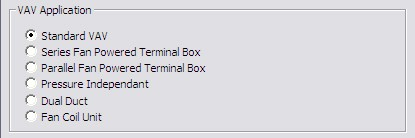 VAV Application
Standard VAV
Series Fan Powered Terminal Box
Parallel Fan Powered Terminal Box
Pressure Independant
Dual Duct
Fan Coil Unit